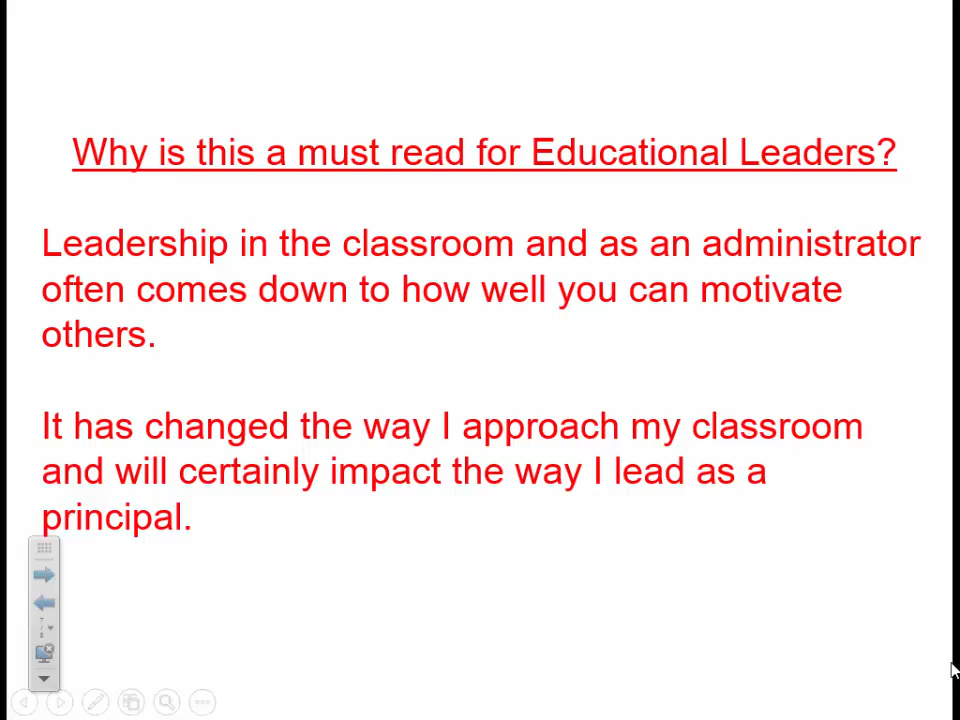 Why is this a must read for Educational Leaders?
Leadership in the classroom and as an administrator
often comes down to how well you can motivate
others.
It has changed the way I approach my classroom
and will certainly impact the way I lead as a
principal.